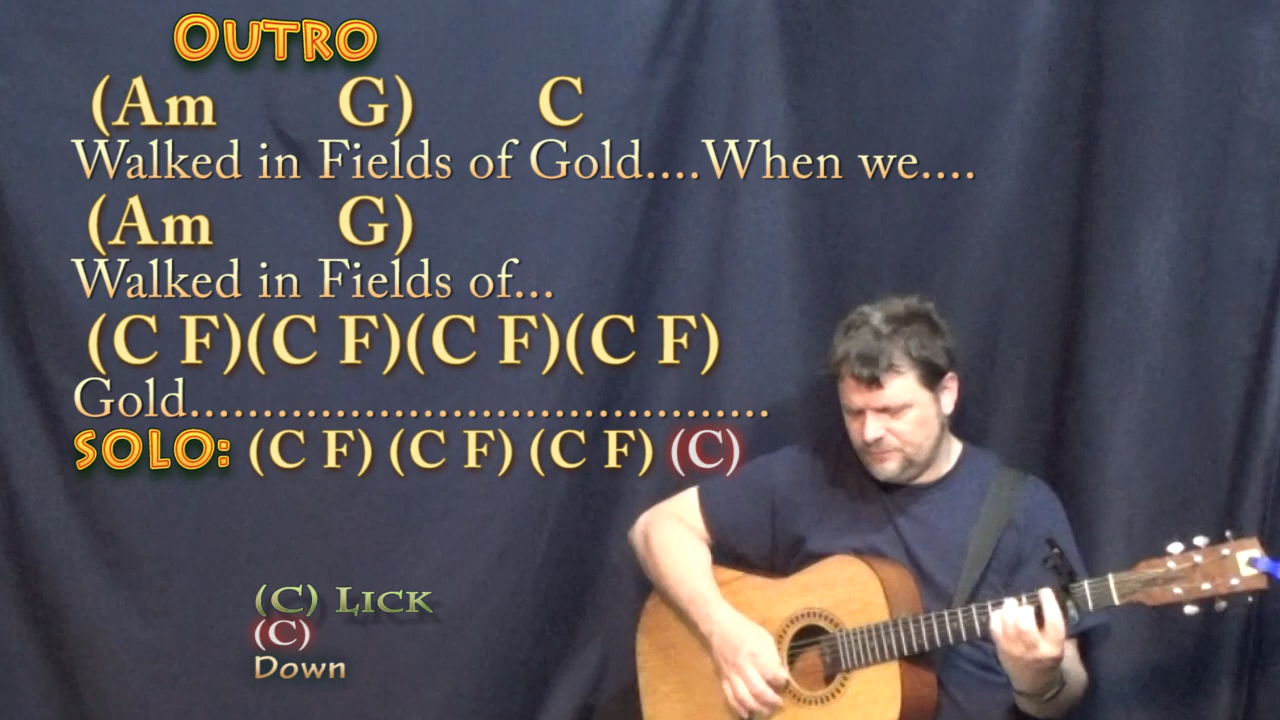 OUTRO
(Am G) C
Walked in Fields of Gold....When we....
(Am G)
Walked in Fields of...
(C F)(C F)(C F)(C F)
Gold........................................
SOLO: (C F) (C F) (C F) (C)
(C) LICK
(C)
Down